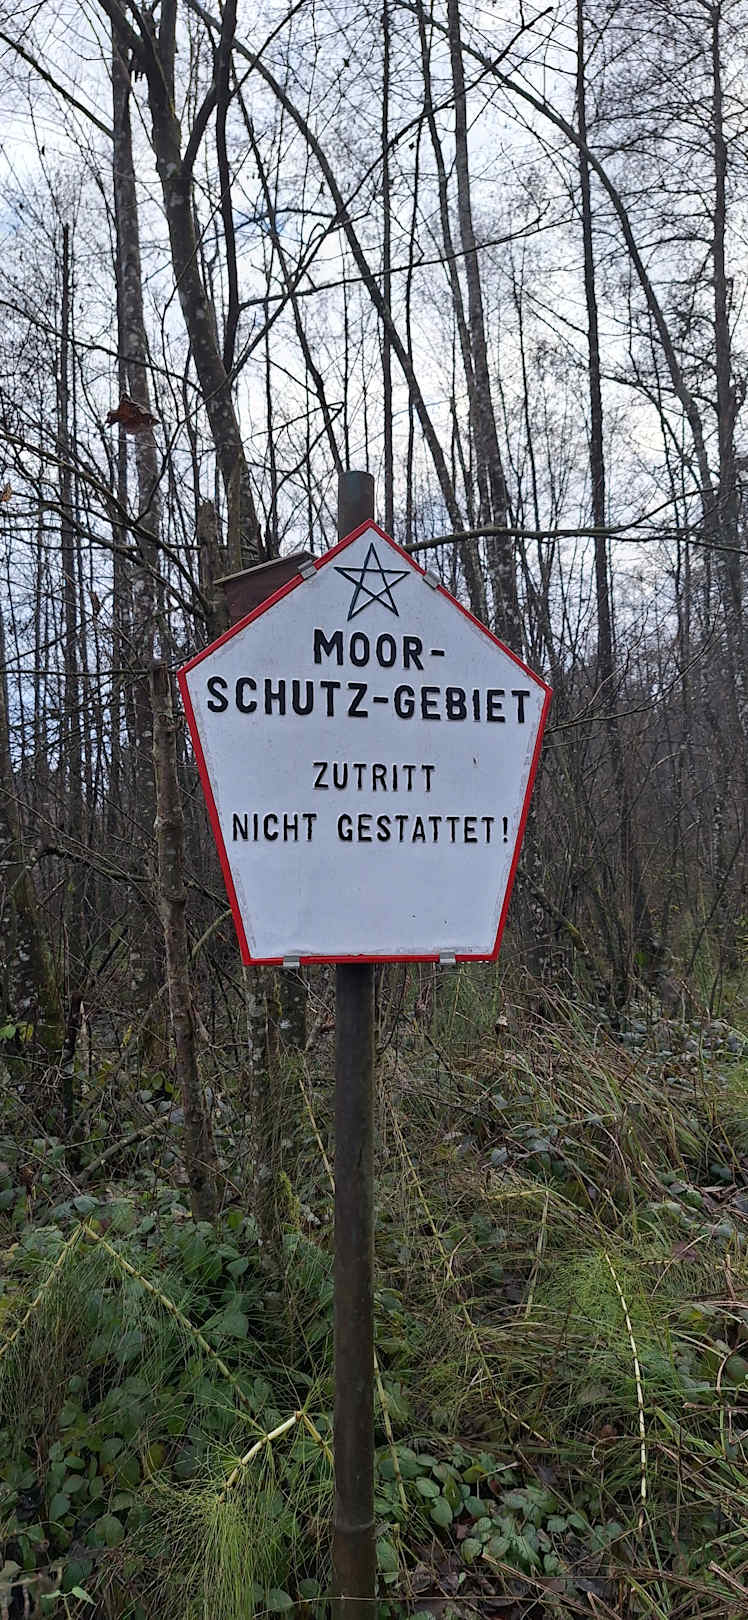 MOOR-
SCHUTZ-GEBIET
ZUTRITT
NICHT GESTATTET!